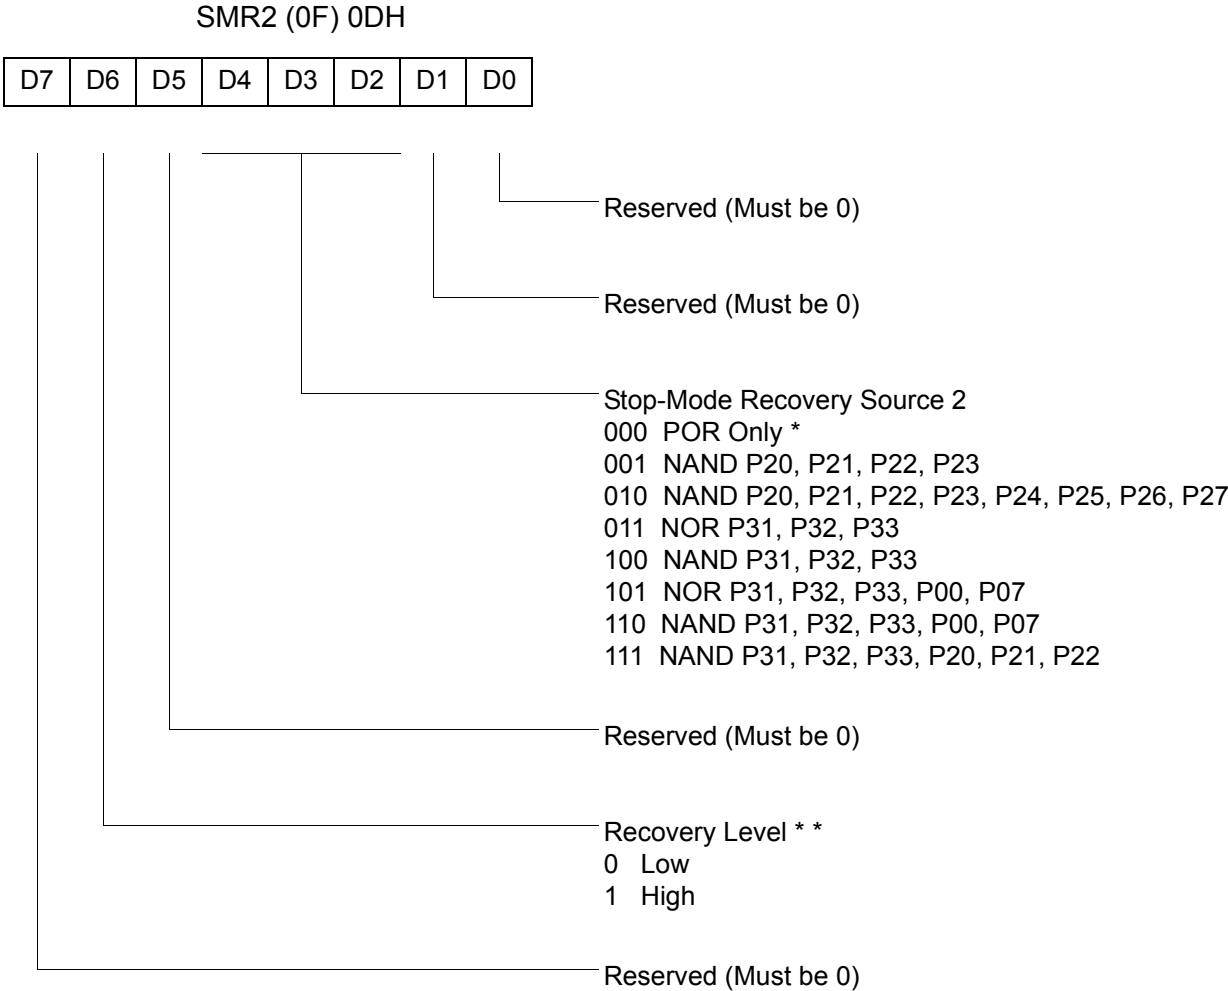 SMR2 (0F) 0DH
D7 D6 D5 D4 D3 D2 D1 D0
Reserved (Must be 0)
Reserved (Must be 0)
Stop-Mode Recovery Source 2
000 POR Only *
001 NAND P20, P21, P22, P23
010 NAND P20, P21, P22, P23, P24, P25, P26, P27
011 NOR P31, P32, P33
100 NAND P31, P32, P33
101 NOR P31, P32, P33, P00, P07
110 NAND P31, P32, P33, P00, P07
111 NAND P31, P32, P33, P20, P21, P22
Reserved (Must be 0)
Recovery Level * *
0 Low
1 High
Reserved (Must be 0)